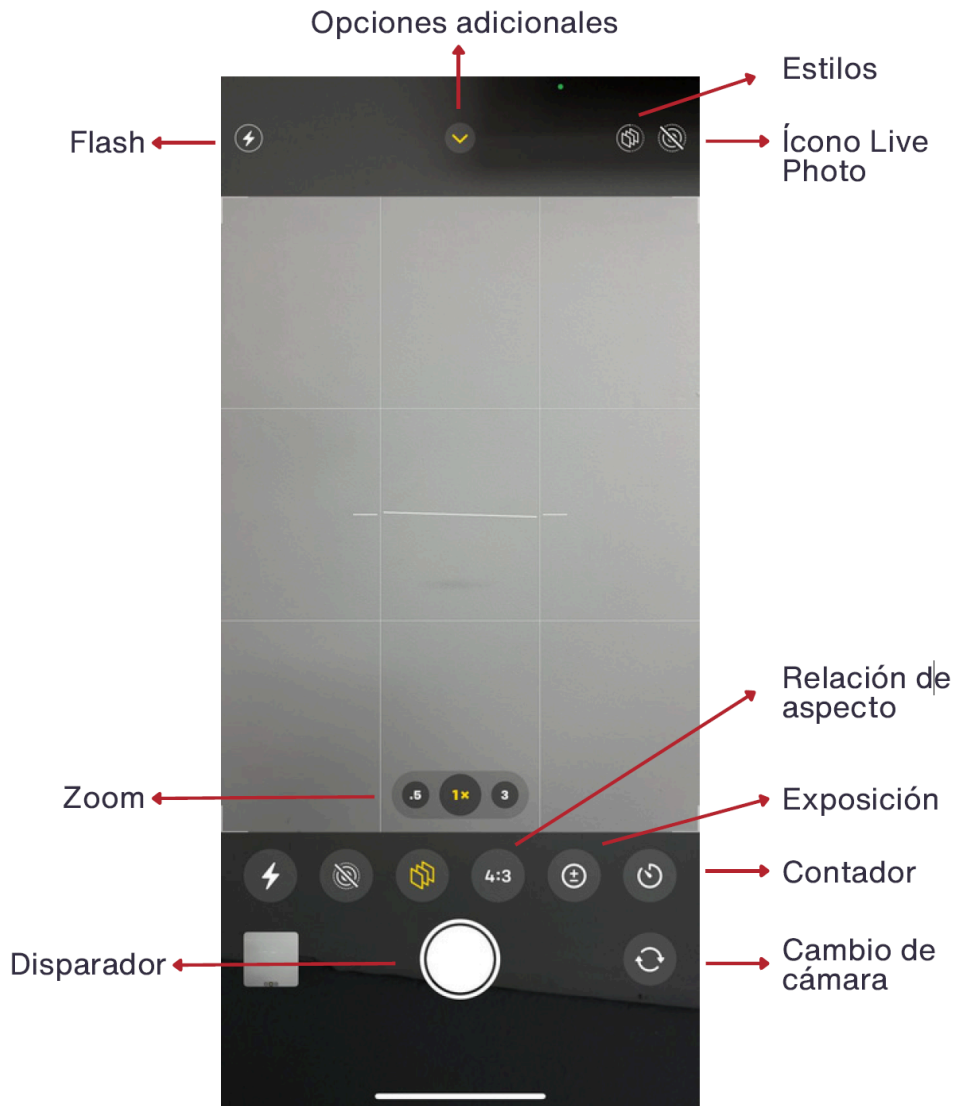 Opciones adicionales
Estilos
Flash
Ícono Live
Photo
Relación de
aspecto
.5 1× 3
Zoom
Exposición
4:3
Contador
Disparador
Cambio de
cámara